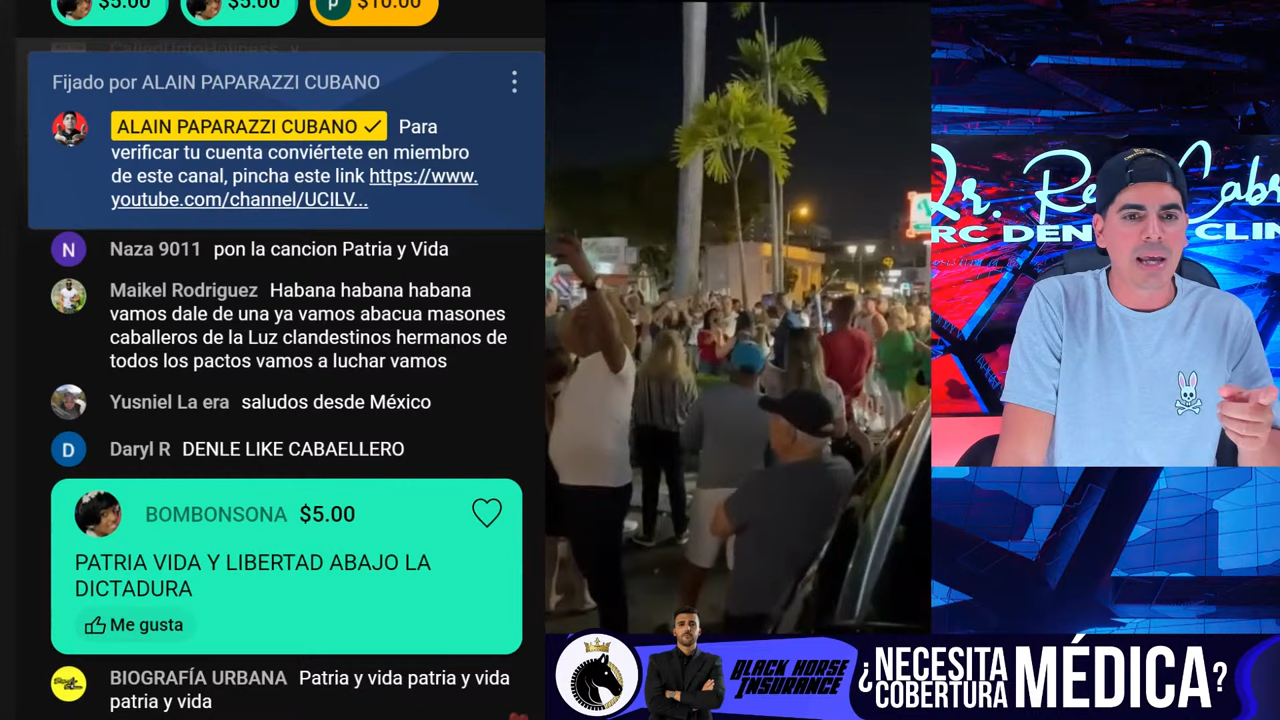 $5.00
$5.00
$10.00
Fijado por ALAIN PAPARAZZI CUBANO
ALAIN PAPARAZZI CUBANO Para
verificar tu cuenta conviértete en miembro
de este canal, pincha este link https://www.
youtube.com/channel/UCILV...
Naza 9011 pon la cancion Patria y Vida
Maikel Rodriguez Habana habana habana
vamos dale de una ya vamos abacua masones
caballeros de la Luz clandestinos hermanos de
todos los pactos vamos a luchar vamos
Yusniel La era saludos desde México
Daryl R DENLE LIKE CABAELLERO
BOMBONSONA $5.00
PATRIA VIDA Y LIBERTAD ABAJO LA
DICTADURA
Me gusta
BIOGRAFÍA URBANA Patria y vida patria y vida
patria y vida
Dr. Re Cabr
RC DEN CLIN
BLACK HORSE
INSURANCE
¿NECESITA
COBERTURA
MÉDICA?